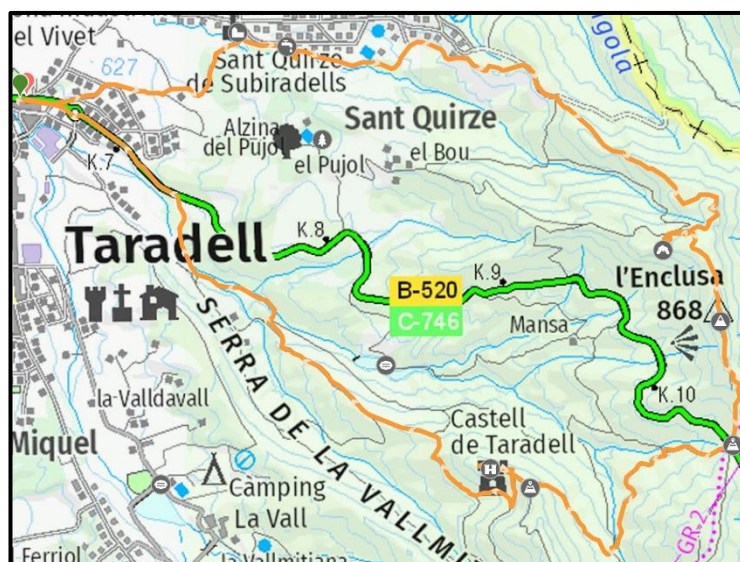 el Vivet
627
Sant Quirze
de Subiradells
Alzina
del Pujol
el Pujol
Sant Quirze
el Bou
K.7
K.8
Taradell
K.9
B-520
C-746
l'Enclusa
868
Mansa
K.10
SERRA DE LA VALLMI
la Valldavall
Miquel
Castell
de Taradell
H
Camping
La Vall
GR 2
Ferriol
la Vallmitjana